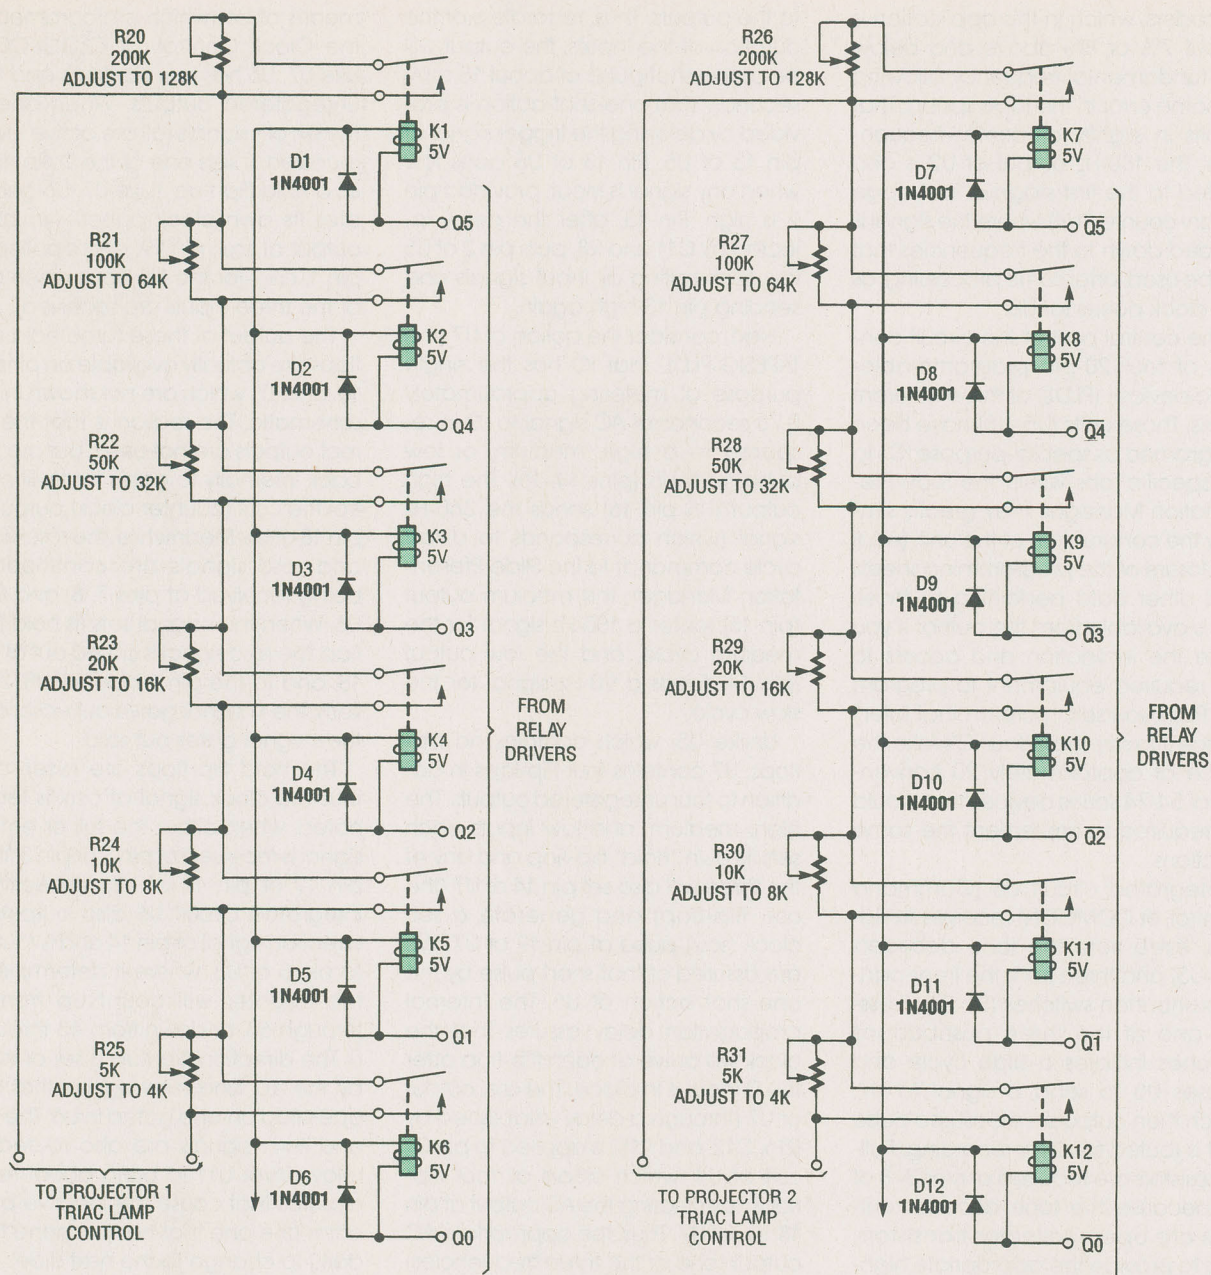 R20
200K
ADJUST TO 128K
K1
5V
D1
1N4001
Q5
R21
100K
ADJUST TO 64K
K2
5V
D2
1N4001
Q4
R22
50K
ADJUST TO 32K
K3
5V
D3
1N4001
Q3
R23
20K
ADJUST TO 16K
K4
5V
D4
1N4001
Q2
R24
10K
ADJUST TO 8K
K5
5V
D5
1N4001
Q1
R25
5K
ADJUST TO 4K
K6
5V
D6
1N4001
Q0
TO PROJECTOR 1
TRIAC LAMP
CONTROL
FROM
RELAY
DRIVERS
R26
200K
ADJUST TO 128K
K7
5V
D7
1N4001
Q̅5̅
R27
100K
ADJUST TO 64K
K8
5V
D8
1N4001
Q̅4̅
R28
50K
ADJUST TO 32K
K9
5V
D9
1N4001
Q̅3̅
R29
20K
ADJUST TO 16K
K10
5V
D10
1N4001
Q̅2̅
R30
10K
ADJUST TO 8K
K11
5V
D11
1N4001
Q̅1̅
R31
5K
ADJUST TO 4K
K12
5V
D12
1N4001
Q̅0̅
TO PROJECTOR 2
TRIAC LAMP
CONTROL
FROM
RELAY
DRIVERS